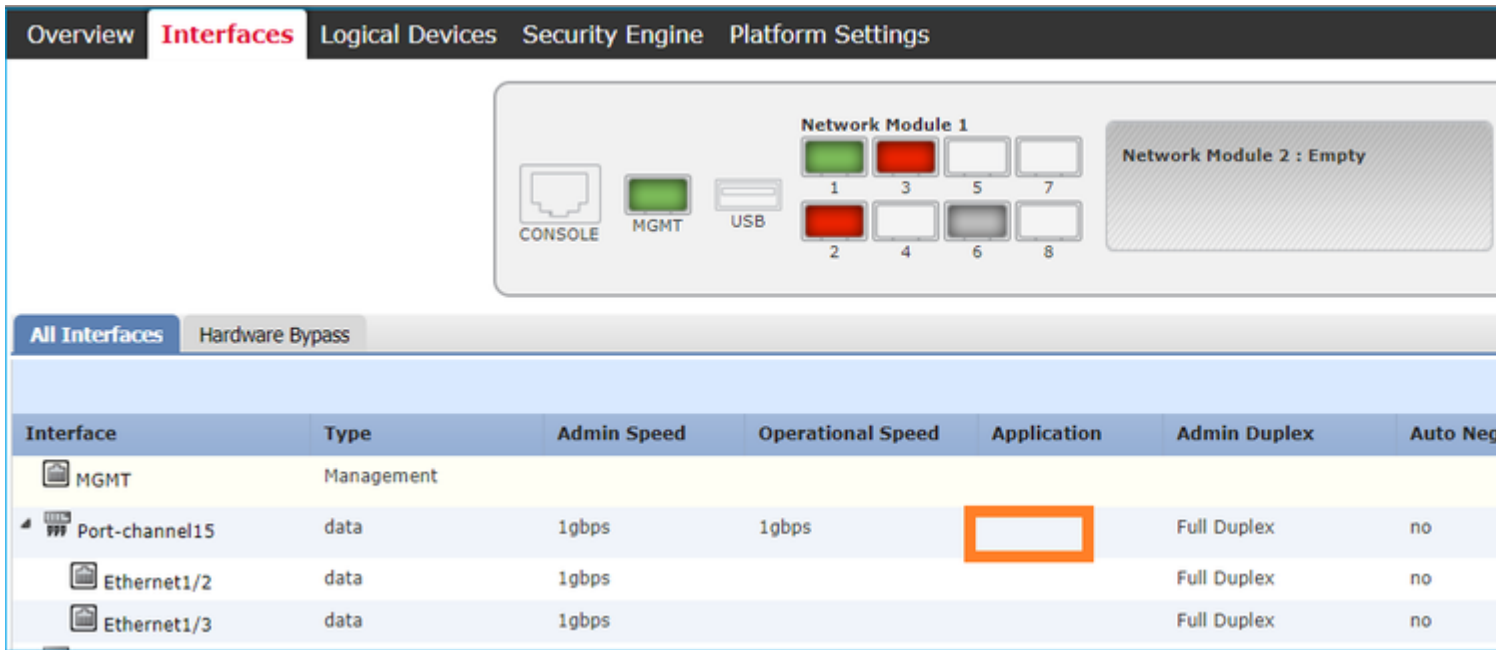 Overview Interfaces Logical Devices Security Engine Platform Settings
Network Module 1
Network Module 2 : Empty
1 3 5 7
CONSOLE MGMT USB
2 4 6 8
All Interfaces Hardware Bypass
Interface Type Admin Speed Operational Speed Application Admin Duplex Auto Neg
MGMT Management
Port-channel15 data 1gbps 1gbps Full Duplex no
Ethernet1/2 data 1gbps Full Duplex no
Ethernet1/3 data 1gbps Full Duplex no